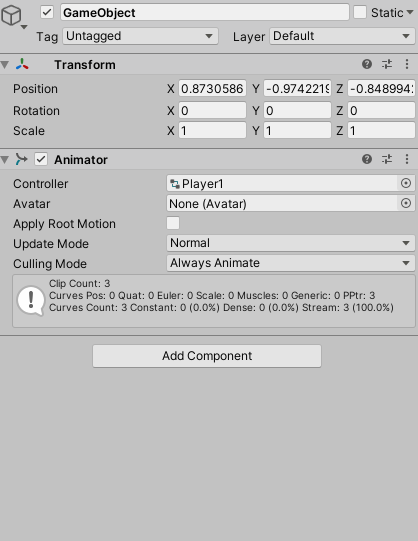 GameObject Static
Tag Untagged Layer Default
Transform
Position X 0.8730586 Y -0.9742219 Z -0.848994
Rotation X 0 Y 0 Z 0
Scale X 1 Y 1 Z 1
Animator
Controller Player1
Avatar None (Avatar)
Apply Root Motion
Update Mode Normal
Culling Mode Always Animate
Clip Count: 3
Curves Pos: 0 Quat: 0 Euler: 0 Scale: 0 Muscles: 0 Generic: 0 PPtr: 3
Curves Count: 3 Constant: 0 (0.0%) Dense: 0 (0.0%) Stream: 3 (100.0%)
Add Component